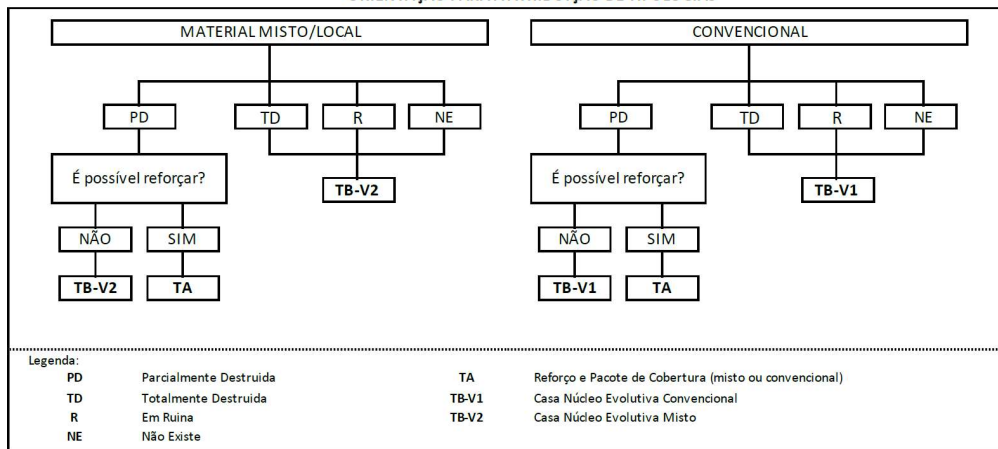 MATERIAL MISTO/LOCAL CONVENCIONAL
PD TD R NE PD TD R NE
É possível reforçar? TB-V2 É possível reforçar? TB-V1
NÃO SIM NÃO SIM
TB-V2 TA TB-V1 TA
Legenda:
PD Parcialmente Destruida TA Reforço e Pacote de Cobertura (misto ou convencional)
TD Totalmente Destruida TB-V1 Casa Núcleo Evolutiva Convencional
R Em Ruina TB-V2 Casa Núcleo Evolutiva Misto
NE Não Existe